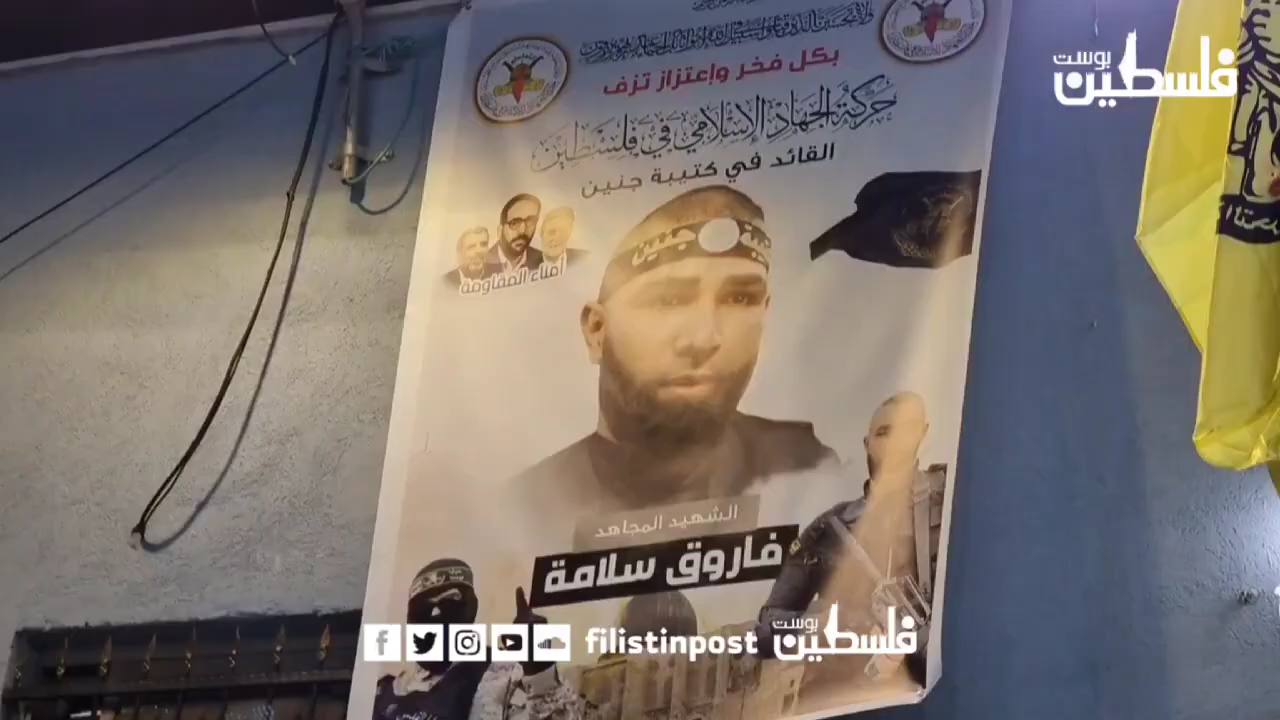 بكل فخر وإعتزاز تزف
حركة الجهاد الإسلامي في فلسطين
القائد في كتيبة جنين
أمناء المقاومة
جنين
الشهيد المجاهد
فاروق سلامة
فلسطين بوست
filistinpost
فلسطين بوست